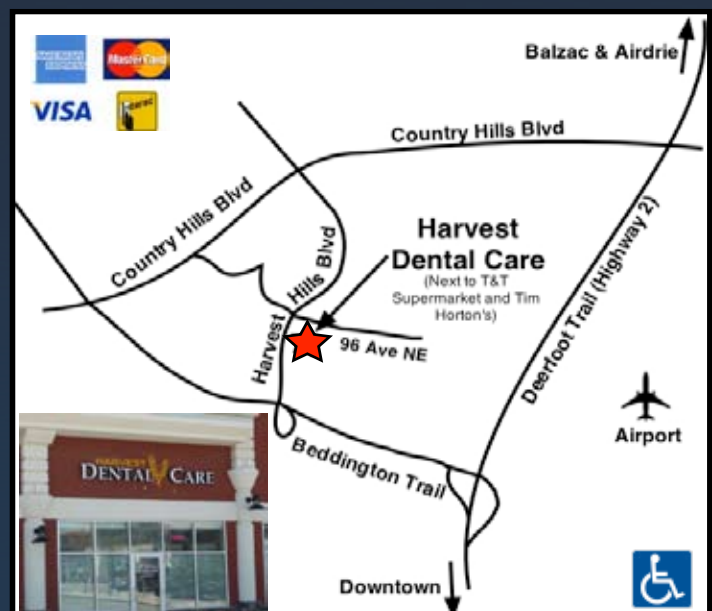 AMERICAN EXPRESS
MasterCard
VISA
Balzac & Airdrie
Country Hills Blvd
Country Hills Blvd
Harvest Hills Blvd
Harvest
Dental Care
(Next to T&T
Supermarket and Tim
Horton's)
96 Ave NE
Deerfoot Trail (Highway 2)
Airport
Beddington Trail
HARVEST
DENTAL CARE
Downtown